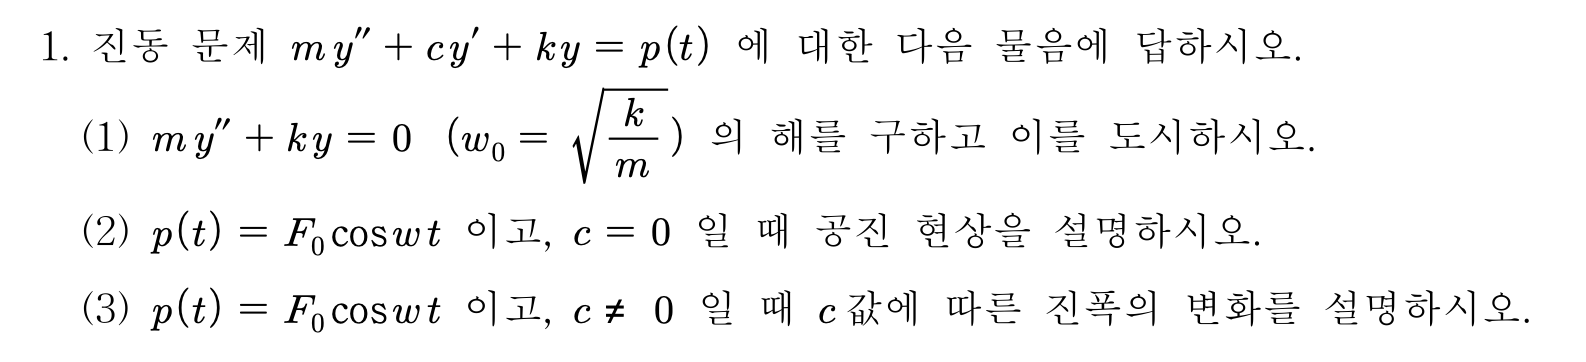 1. 진동 문제 my″ + cy′ + ky = p(t) 에 대한 다음 물음에 답하시오.
(1) my″ + ky = 0 (w₀ = √(k/m)) 의 해를 구하고 이를 도시하시오.
(2) p(t) = F₀coswt 이고, c = 0 일 때 공진 현상을 설명하시오.
(3) p(t) = F₀coswt 이고, c ≠ 0 일 때 c값에 따른 진폭의 변화를 설명하시오.